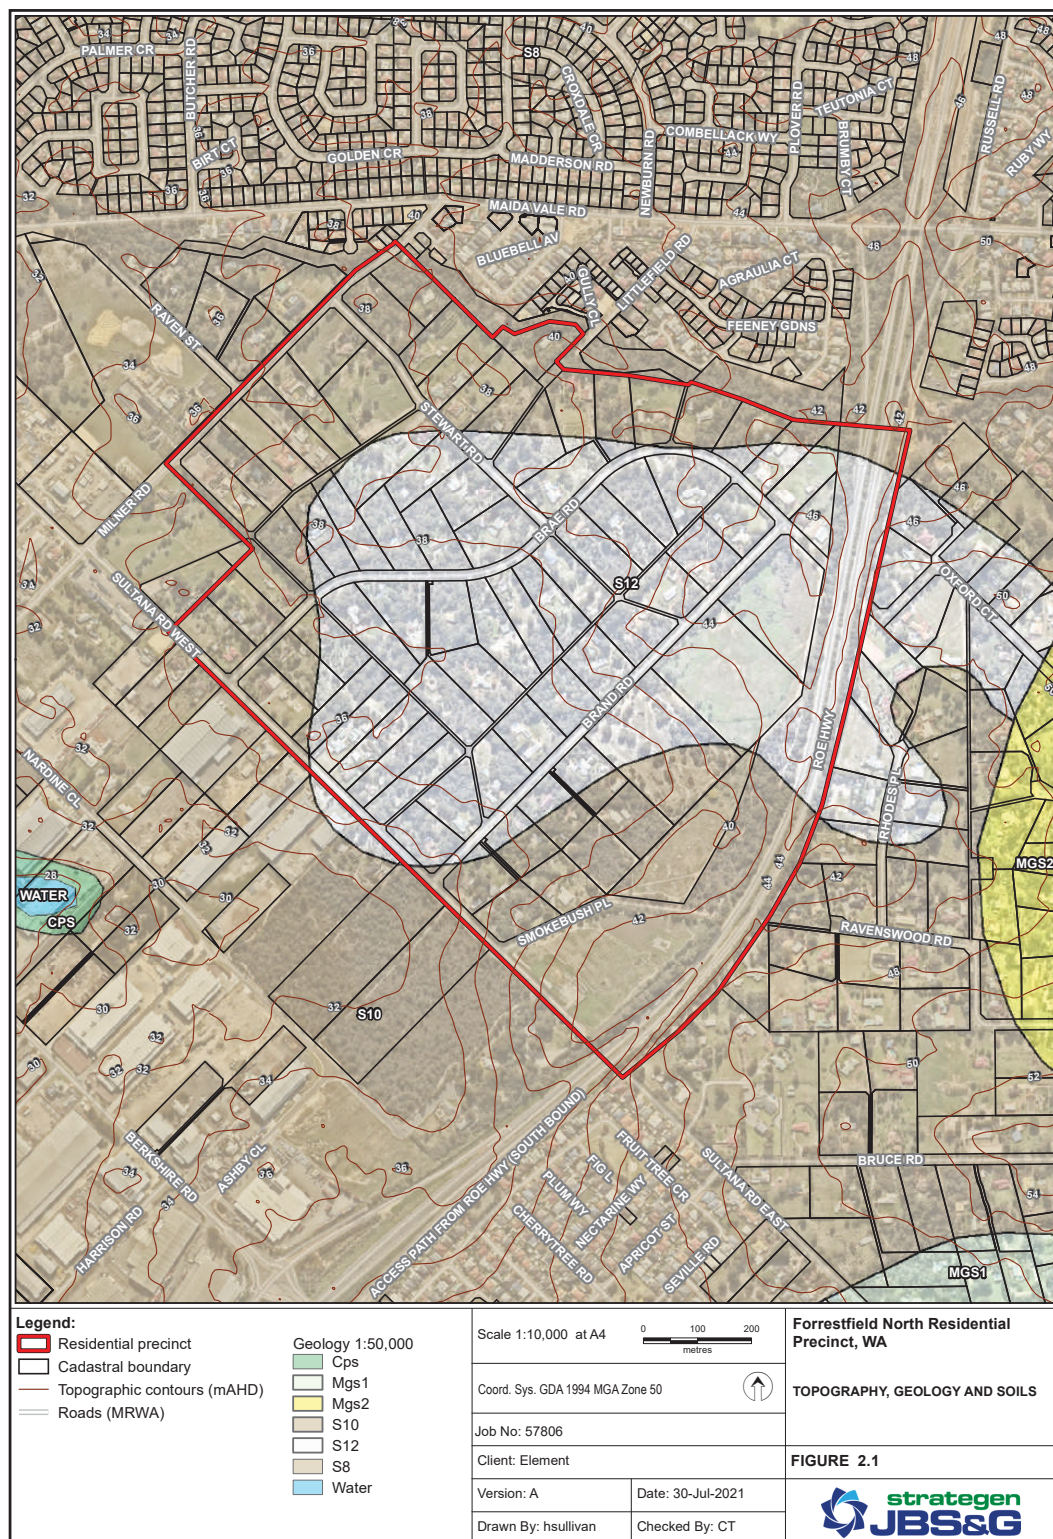 PALMER CR
BUTCHER RD
BIRT CT
GOLDEN CR
MADDERSON RD
MAIDA VALE RD
S8
CROXDALE CR
NEWBURN RD
COMBELLACK WY
PLOVER RD
TEUTONIA CT
BRUMBY CT
RUSSELL RD
RUBY WY
BLUEBELL AV
GULLY CL
LITTLEFIELD RD
AGRAULIA CT
FEENEY GDNS
RAVEN ST
STEWART RD
MILNER RD
BRAE RD
SULTANA RD WEST
S12
OXFORD CT
BRAND RD
ROE HWY
RHODES PL
NARDINE CL
WATER
CPS
MGS2
SMOKEBUSH PL
RAVENSWOOD RD
S10
BERKSHIRE RD
ASHBY CL
HARRISON RD
ACCESS PATH FROM ROE HWY (SOUTH BOUND)
FIG L
PLUM WY
FRUIT TREE CR
NECTARINE WY
CHERRYTREE RD
APRICOT ST
SEVILLE RD
SULTANA RD EAST
BRUCE RD
MGS1
Legend:
Residential precinct
Cadastral boundary
Topographic contours (mAHD)
Roads (MRWA)
Geology 1:50,000
Cps
Mgs1
Mgs2
S10
S12
S8
Water
Scale 1:10,000 at A4
0 100 200
metres
Coord. Sys. GDA 1994 MGA Zone 50
Job No: 57806
Client: Element
Version: A
Date: 30-Jul-2021
Drawn By: hsullivan
Checked By: CT
Forrestfield North Residential
Precinct, WA
TOPOGRAPHY, GEOLOGY AND SOILS
FIGURE 2.1
strategen
JBS&G